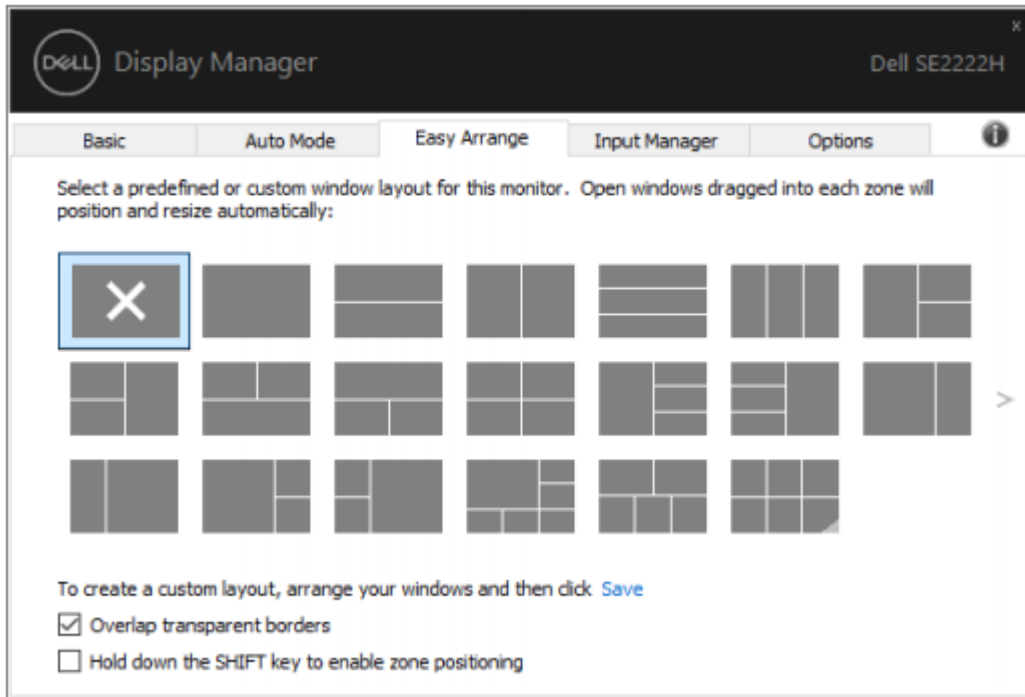 x
DELL Display Manager Dell SE2222H
Basic Auto Mode Easy Arrange Input Manager Options i
Select a predefined or custom window layout for this monitor. Open windows dragged into each zone will
position and resize automatically:
>
To create a custom layout, arrange your windows and then click Save
Overlap transparent borders
Hold down the SHIFT key to enable zone positioning